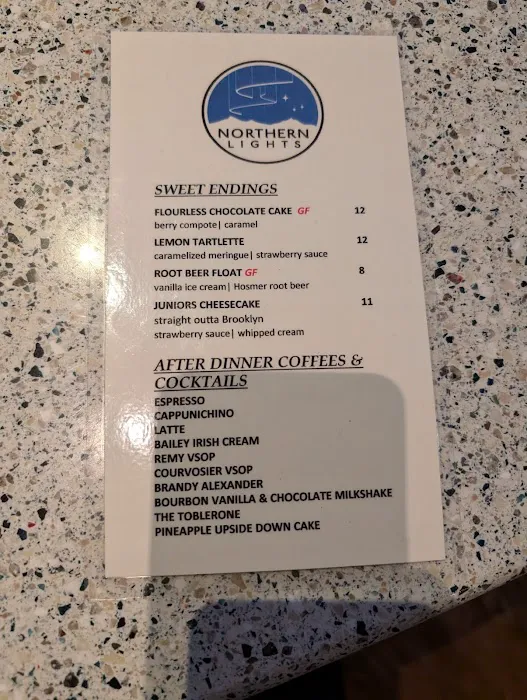 NORTHERN
LIGHTS
SWEET ENDINGS
FLOURLESS CHOCOLATE CAKE GF 12
berry compote| caramel
LEMON TARTLETTE 12
caramelized meringue| strawberry sauce
ROOT BEER FLOAT GF 8
vanilla ice cream| Hosmer root beer
JUNIORS CHEESECAKE 11
straight outta Brooklyn
strawberry sauce| whipped cream
AFTER DINNER COFFEES &
COCKTAILS
ESPRESSO
CAPPUNICHINO
LATTE
BAILEY IRISH CREAM
REMY VSOP
COURVOSIER VSOP
BRANDY ALEXANDER
BOURBON VANILLA & CHOCOLATE MILKSHAKE
THE TOBLERONE
PINEAPPLE UPSIDE DOWN CAKE